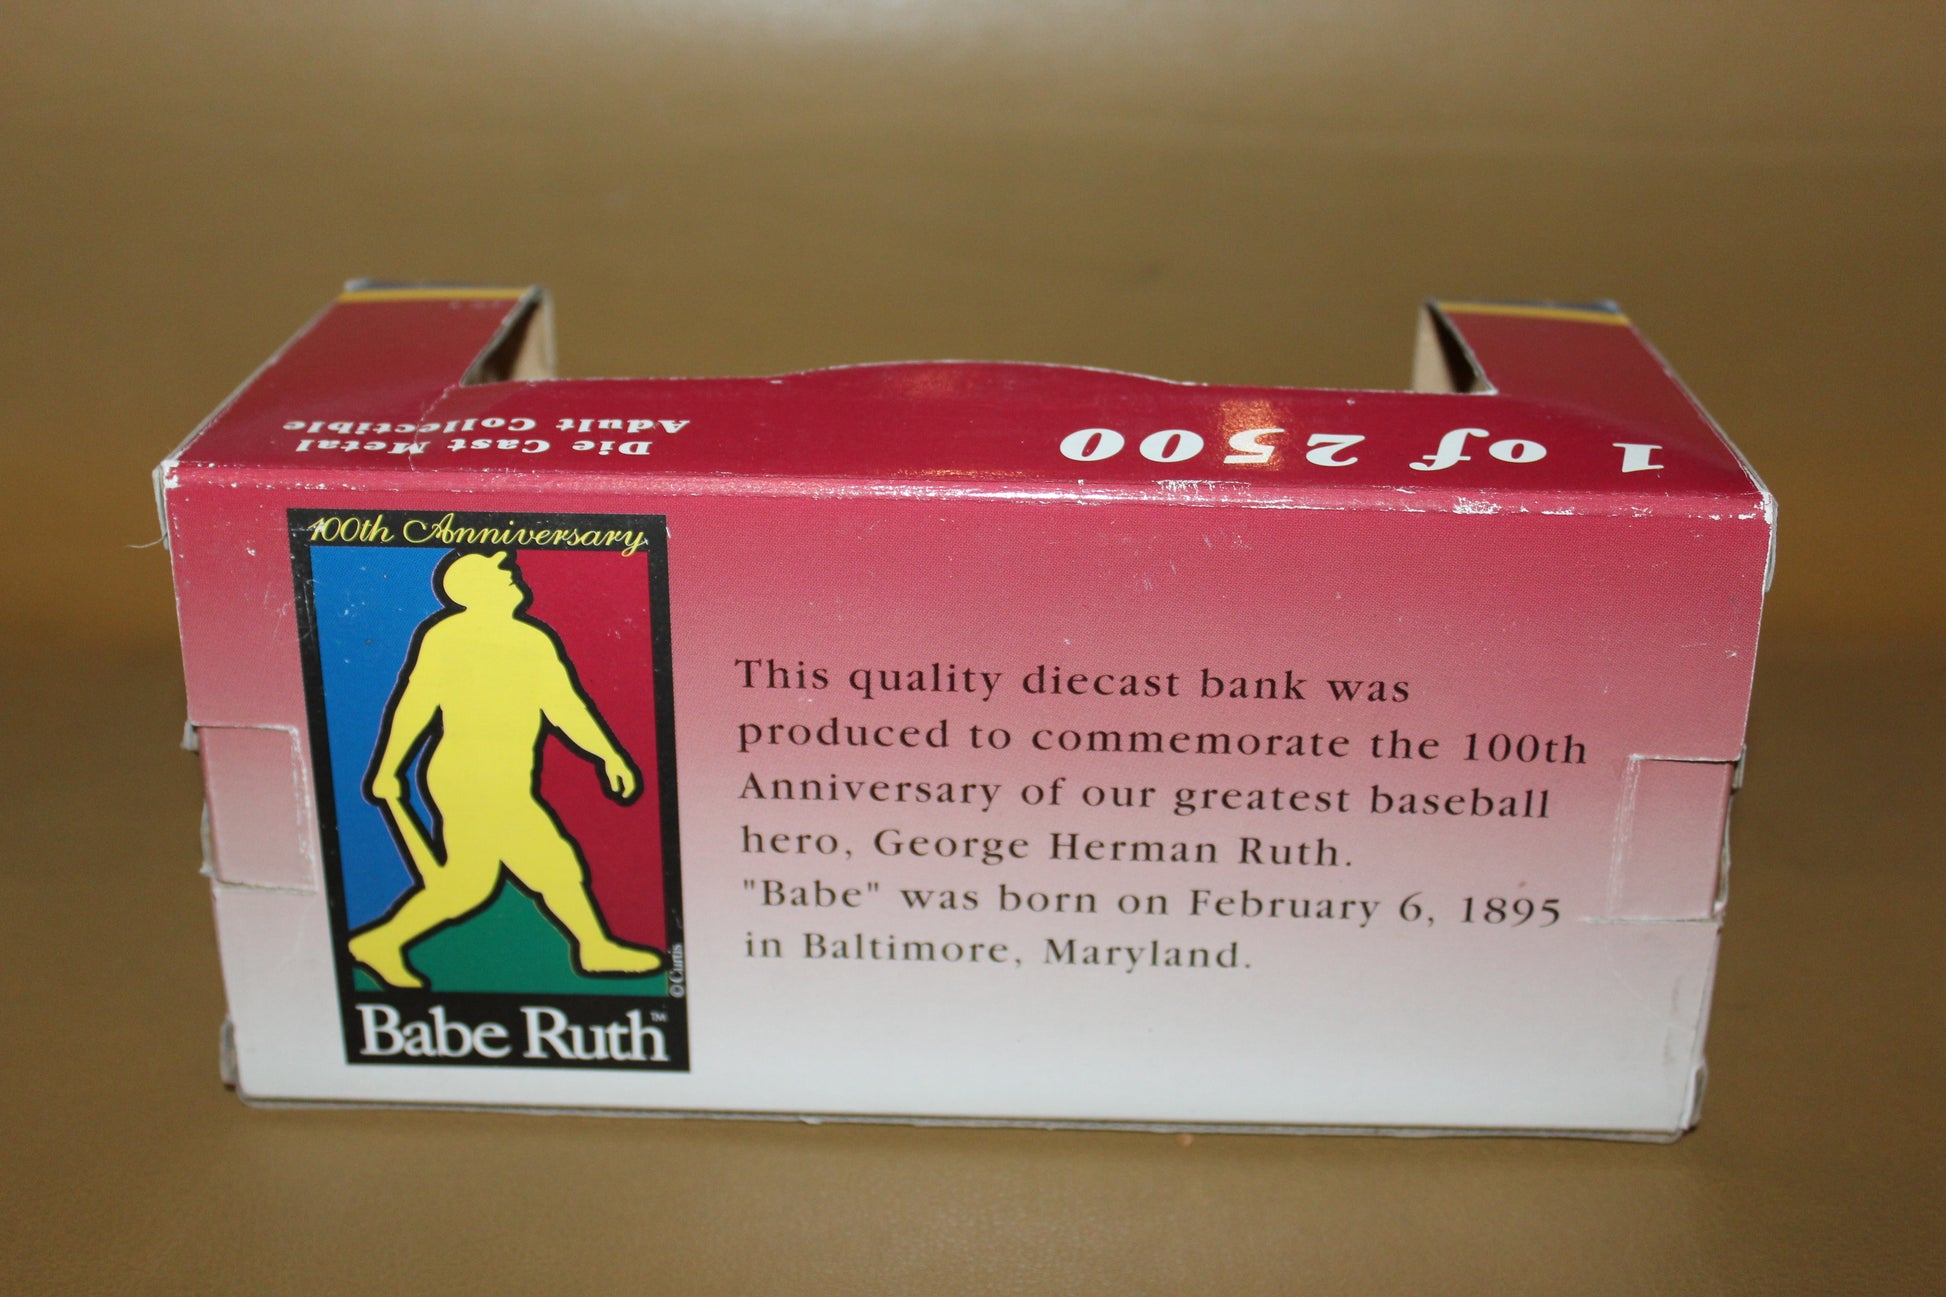 Die Cast Metal
Adult Collectible
1 of 2500
100th Anniversary
© Curtis
Babe Ruth™
This quality diecast bank was
produced to commemorate the 100th
Anniversary of our greatest baseball
hero, George Herman Ruth.
"Babe" was born on February 6, 1895
in Baltimore, Maryland.